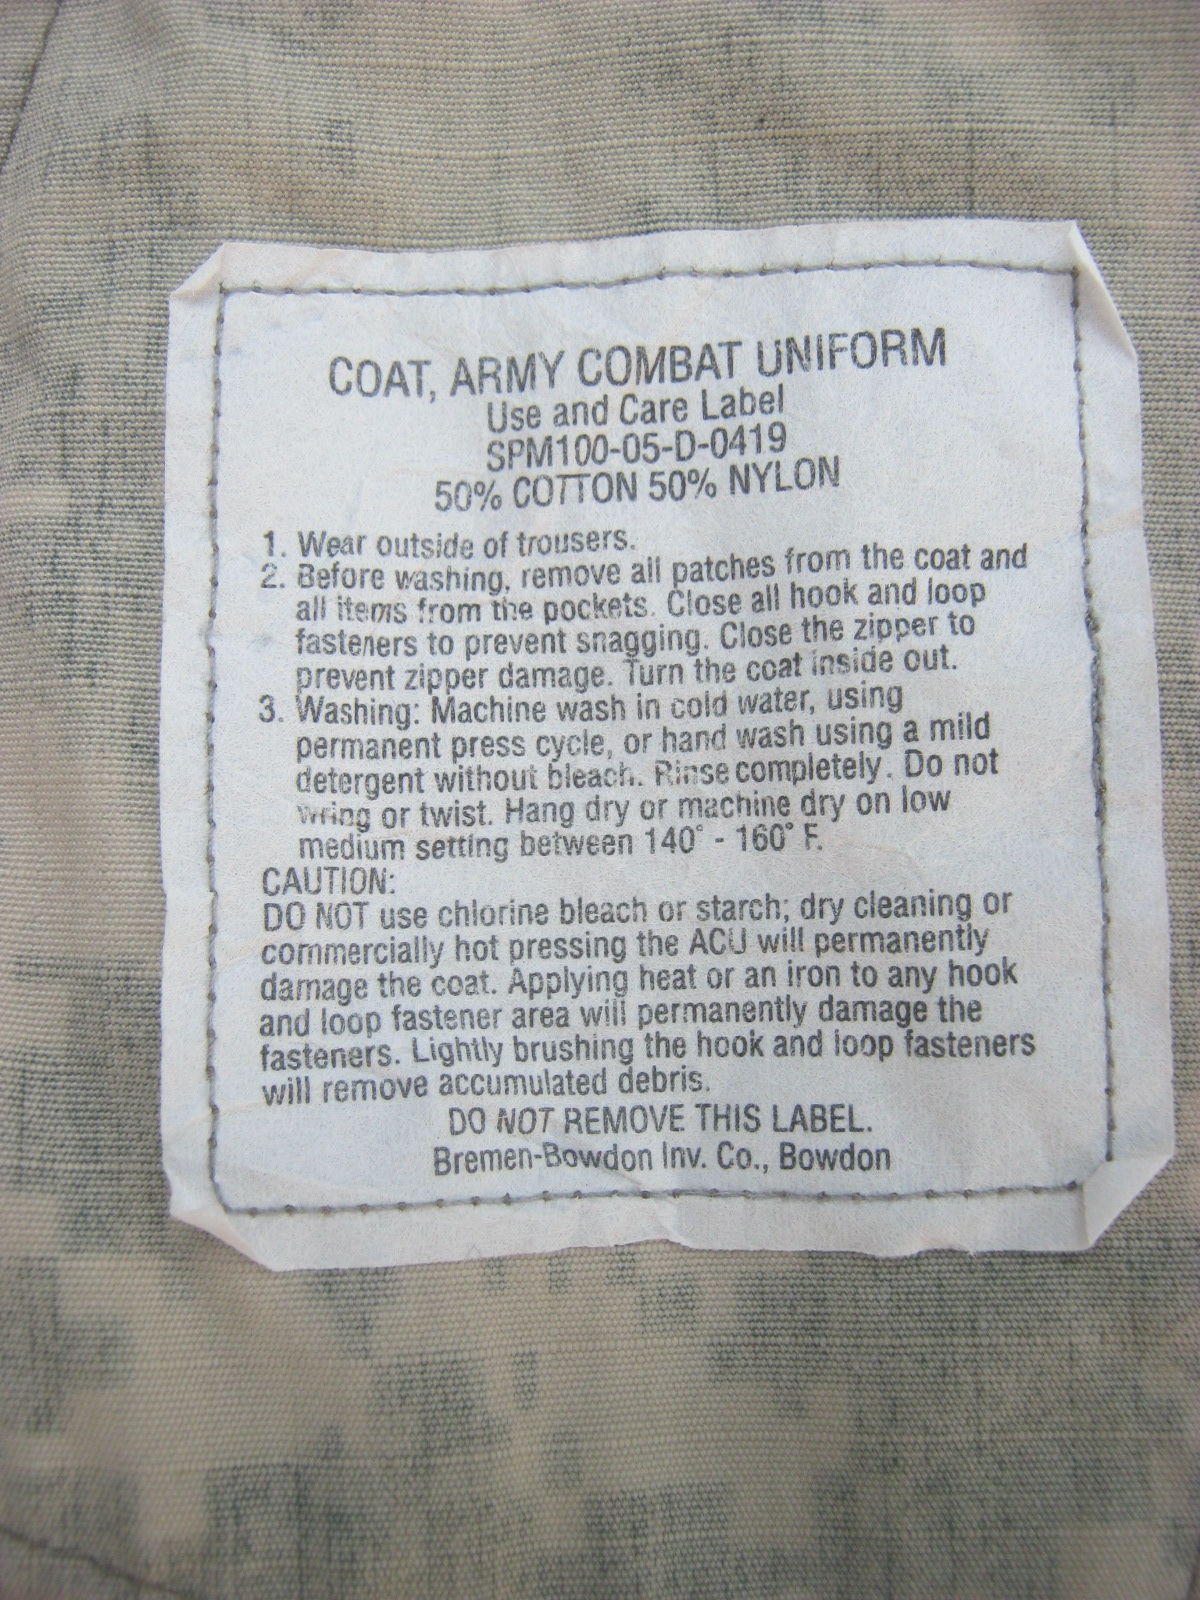 COAT, ARMY COMBAT UNIFORM
Use and Care Label
SPM100-05-D-0419
50% COTTON 50% NYLON
1. Wear outside of trousers.
2. Before washing, remove all patches from the coat and
all items from the pockets. Close all hook and loop
fasteners to prevent snagging. Close the zipper to
prevent zipper damage. Turn the coat inside out.
3. Washing: Machine wash in cold water, using
permanent press cycle, or hand wash using a mild
detergent without bleach. Rinse completely. Do not
wring or twist. Hang dry or machine dry on low
medium setting between 140° - 160° F.
CAUTION:
DO NOT use chlorine bleach or starch; dry cleaning or
commercially hot pressing the ACU will permanently
damage the coat. Applying heat or an iron to any hook
and loop fastener area will permanently damage the
fasteners. Lightly brushing the hook and loop fasteners
will remove accumulated debris.
DO NOT REMOVE THIS LABEL.
Bremen-Bowdon Inv. Co., Bowdon